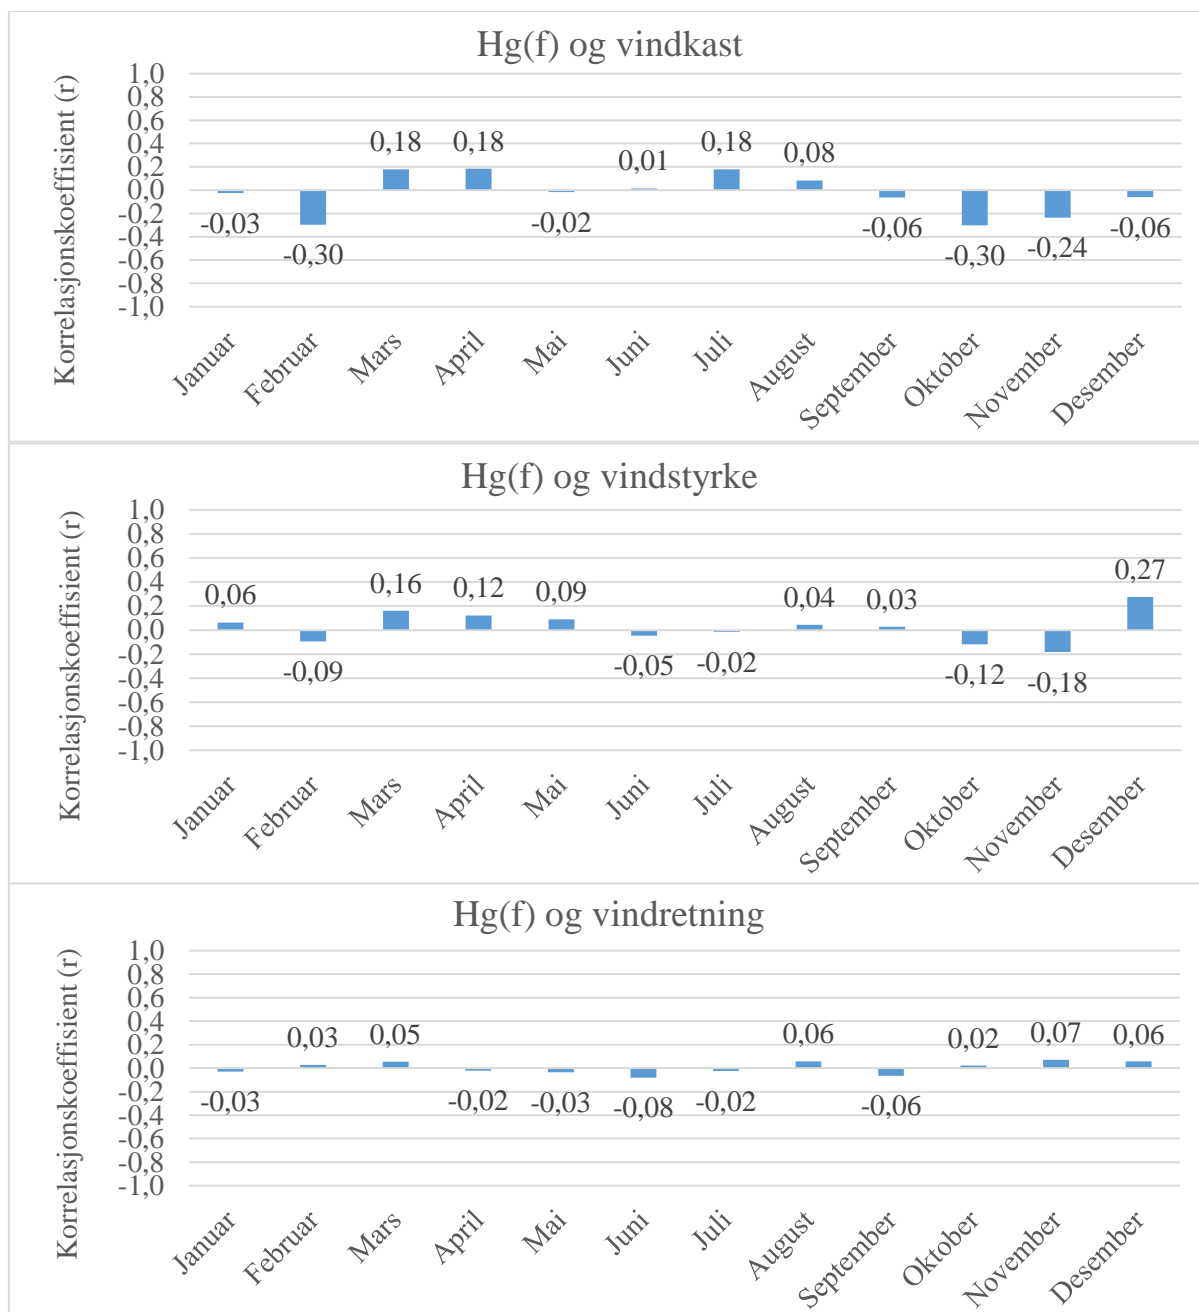 Hg(f) og vindkast
Korrelasjonskoeffisient (r)
1,0
0,8
0,6
0,4
0,2
0,0
-0,2
-0,4
-0,6
-0,8
-1,0
-0,03
-0,30
0,18
0,18
-0,02
0,01
0,18
0,08
-0,06
-0,30
-0,24
-0,06
Januar
Februar
Mars
April
Mai
Juni
Juli
August
September
Oktober
November
Desember
Hg(f) og vindstyrke
Korrelasjonskoeffisient (r)
1,0
0,8
0,6
0,4
0,2
0,0
-0,2
-0,4
-0,6
-0,8
-1,0
0,06
-0,09
0,16
0,12
0,09
-0,05
-0,02
0,04
0,03
-0,12
-0,18
0,27
Januar
Februar
Mars
April
Mai
Juni
Juli
August
September
Oktober
November
Desember
Hg(f) og vindretning
Korrelasjonskoeffisient (r)
1,0
0,8
0,6
0,4
0,2
0,0
-0,2
-0,4
-0,6
-0,8
-1,0
-0,03
0,03
0,05
-0,02
-0,03
-0,08
-0,02
0,06
-0,06
0,02
0,07
0,06
Januar
Februar
Mars
April
Mai
Juni
Juli
August
September
Oktober
November
Desember